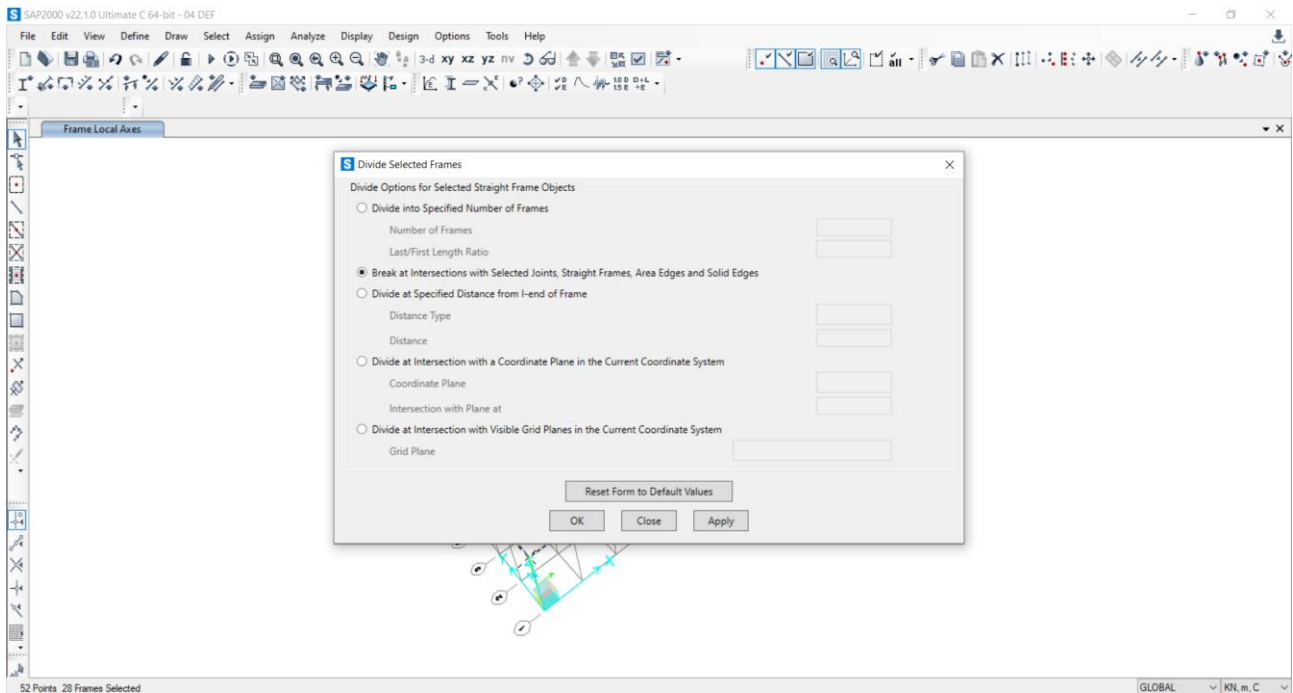 SAP2000 v22.1.0 Ultimate C 64-bit - 04 DEF
File Edit View Define Draw Select Assign Analyze Display Design Options Tools Help
3-d xy xz yz nv
all
Frame Local Axes
Divide Selected Frames
Divide Options for Selected Straight Frame Objects
Divide into Specified Number of Frames
Number of Frames
Last/First Length Ratio
Break at Intersections with Selected Joints, Straight Frames, Area Edges and Solid Edges
Divide at Specified Distance from I-end of Frame
Distance Type
Distance
Divide at Intersection with a Coordinate Plane in the Current Coordinate System
Coordinate Plane
Intersection with Plane at
Divide at Intersection with Visible Grid Planes in the Current Coordinate System
Grid Plane
Reset Form to Default Values
OK Close Apply
52 Points 28 Frames Selected GLOBAL KN, m, C